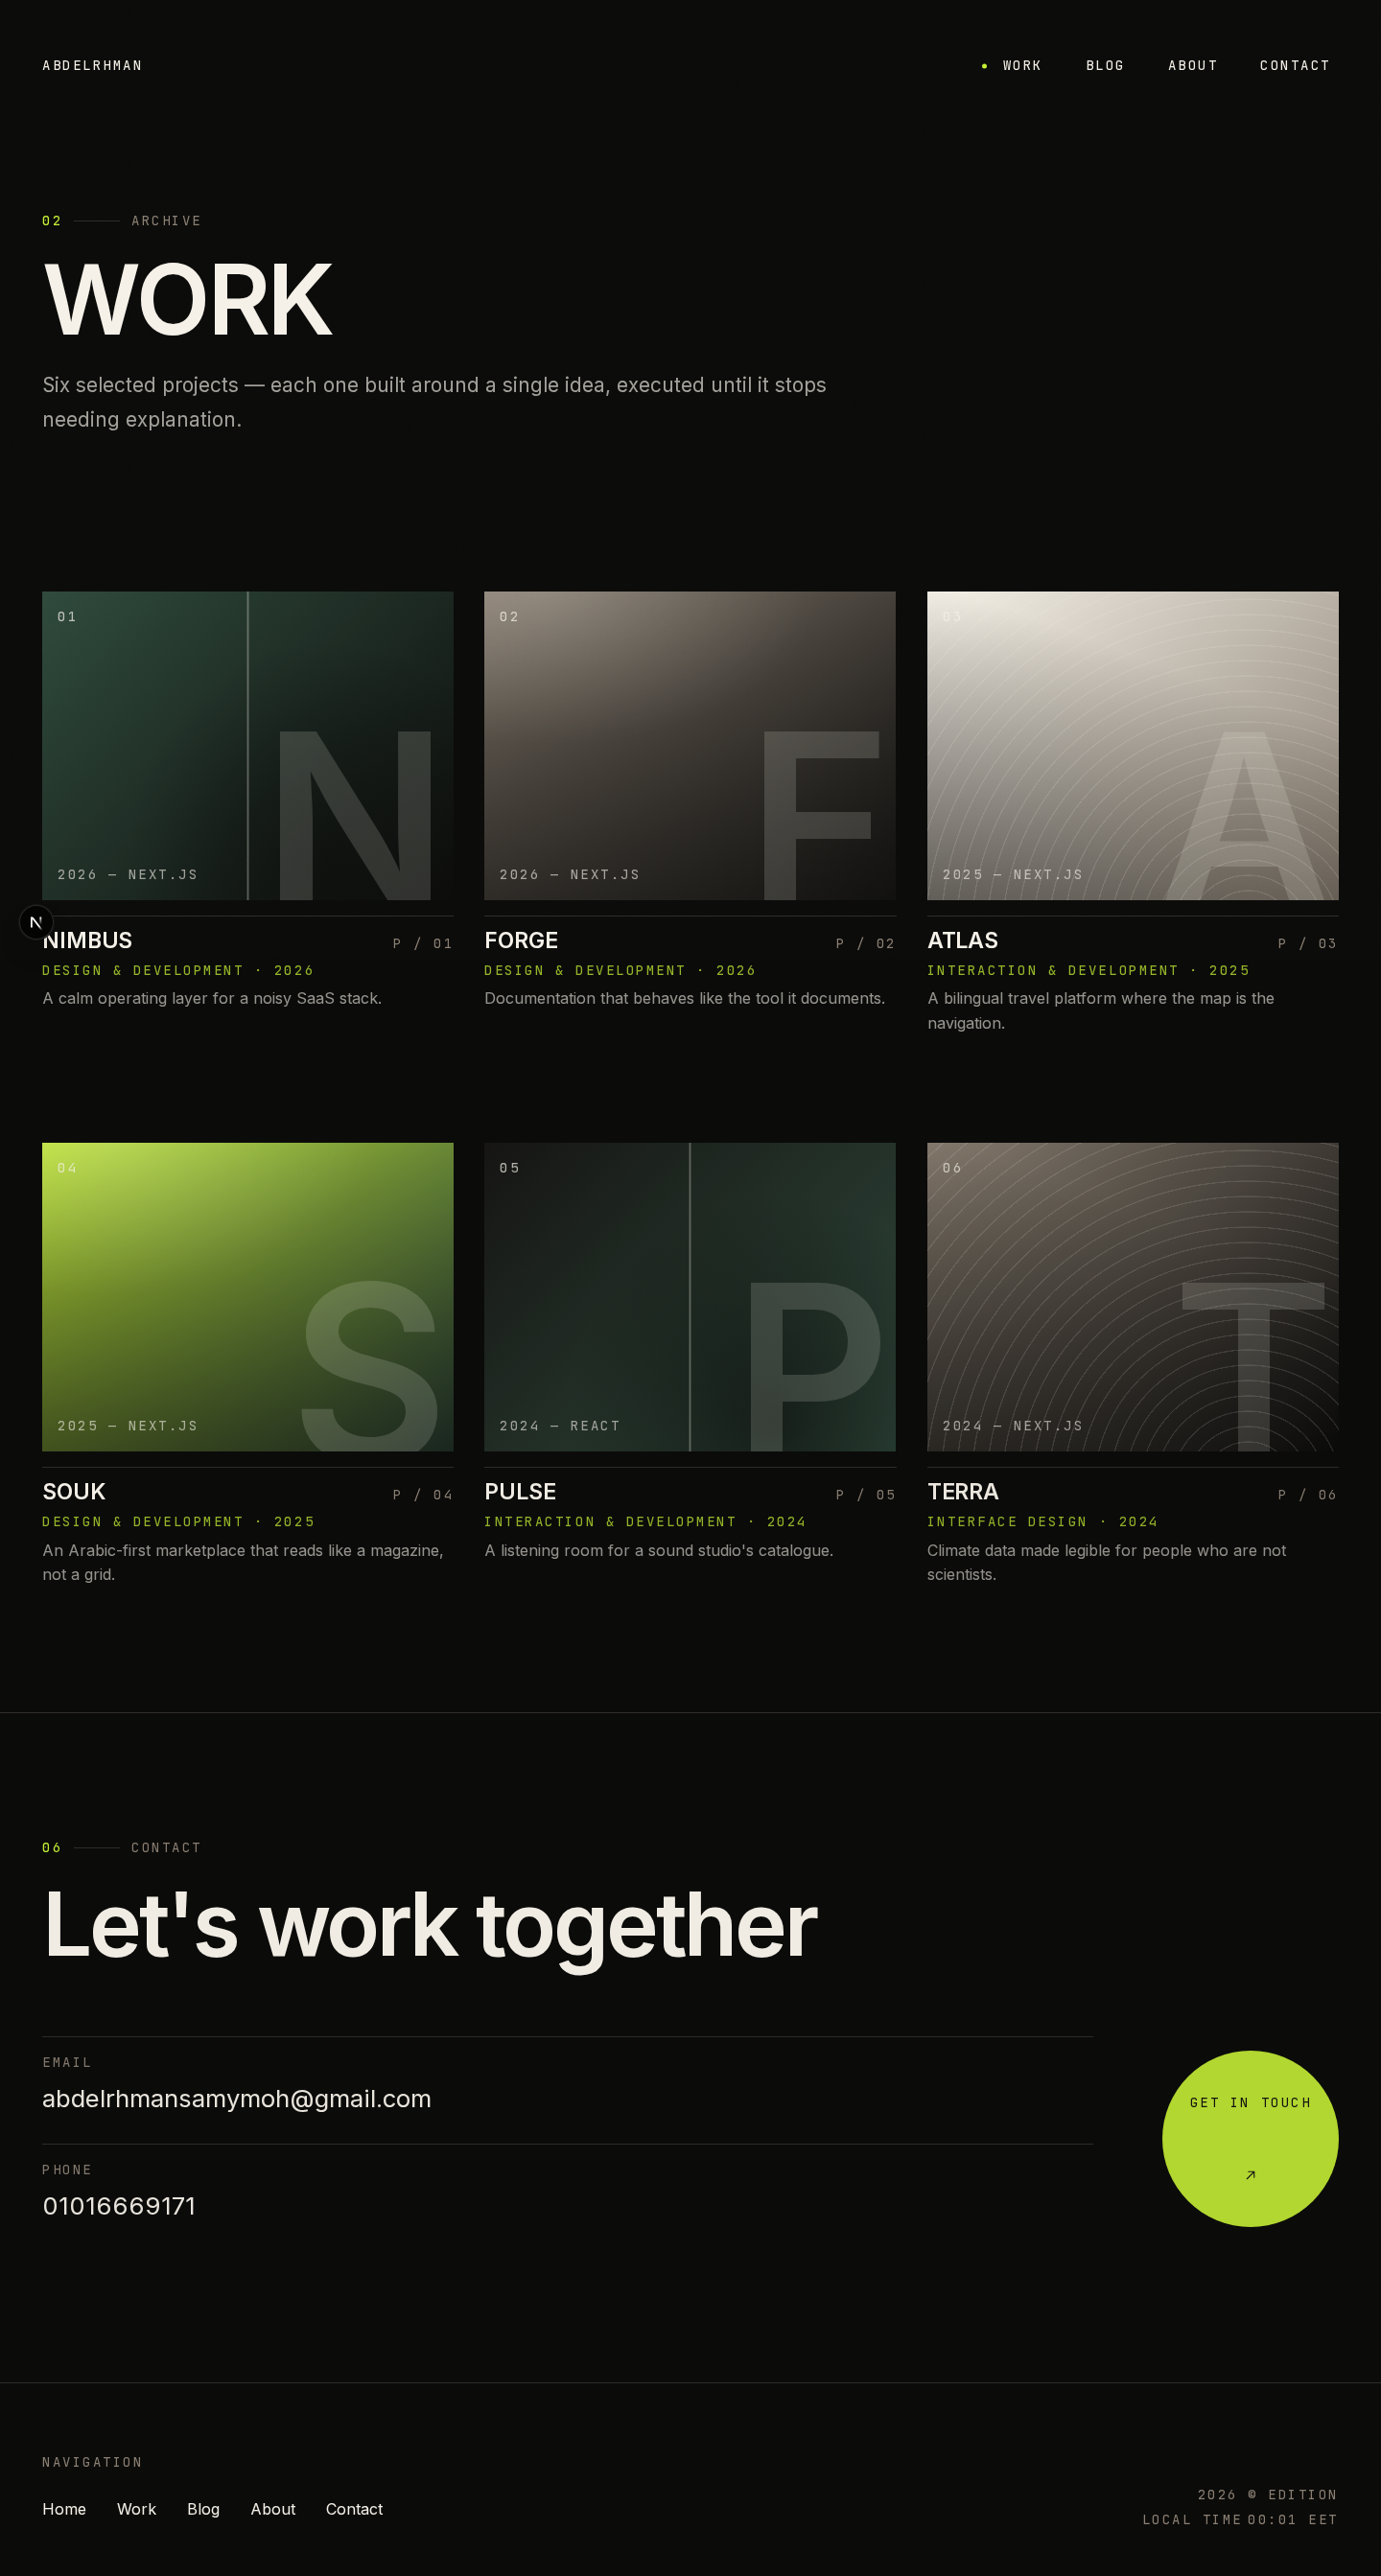 ABDELRHMAN
WORK BLOG ABOUT CONTACT
02 ARCHIVE
WORK
Six selected projects — each one built around a single idea, executed until it stops
needing explanation.
01
N
2026 — NEXT.JS
02
F
2026 — NEXT.JS
03
A
2025 — NEXT.JS
N
NIMBUS P / 01
DESIGN & DEVELOPMENT · 2026
A calm operating layer for a noisy SaaS stack.
FORGE P / 02
DESIGN & DEVELOPMENT · 2026
Documentation that behaves like the tool it documents.
ATLAS P / 03
INTERACTION & DEVELOPMENT · 2025
A bilingual travel platform where the map is the
navigation.
04
S
2025 — NEXT.JS
05
P
2024 — REACT
06
T
2024 — NEXT.JS
SOUK P / 04
DESIGN & DEVELOPMENT · 2025
An Arabic-first marketplace that reads like a magazine,
not a grid.
PULSE P / 05
INTERACTION & DEVELOPMENT · 2024
A listening room for a sound studio's catalogue.
TERRA P / 06
INTERFACE DESIGN · 2024
Climate data made legible for people who are not
scientists.
06 CONTACT
Let's work together
EMAIL
abdelrhmansamymoh@gmail.com
PHONE
01016669171
GET IN TOUCH
↗
NAVIGATION
Home Work Blog About Contact
2026 © EDITION
LOCAL TIME 00:01 EET